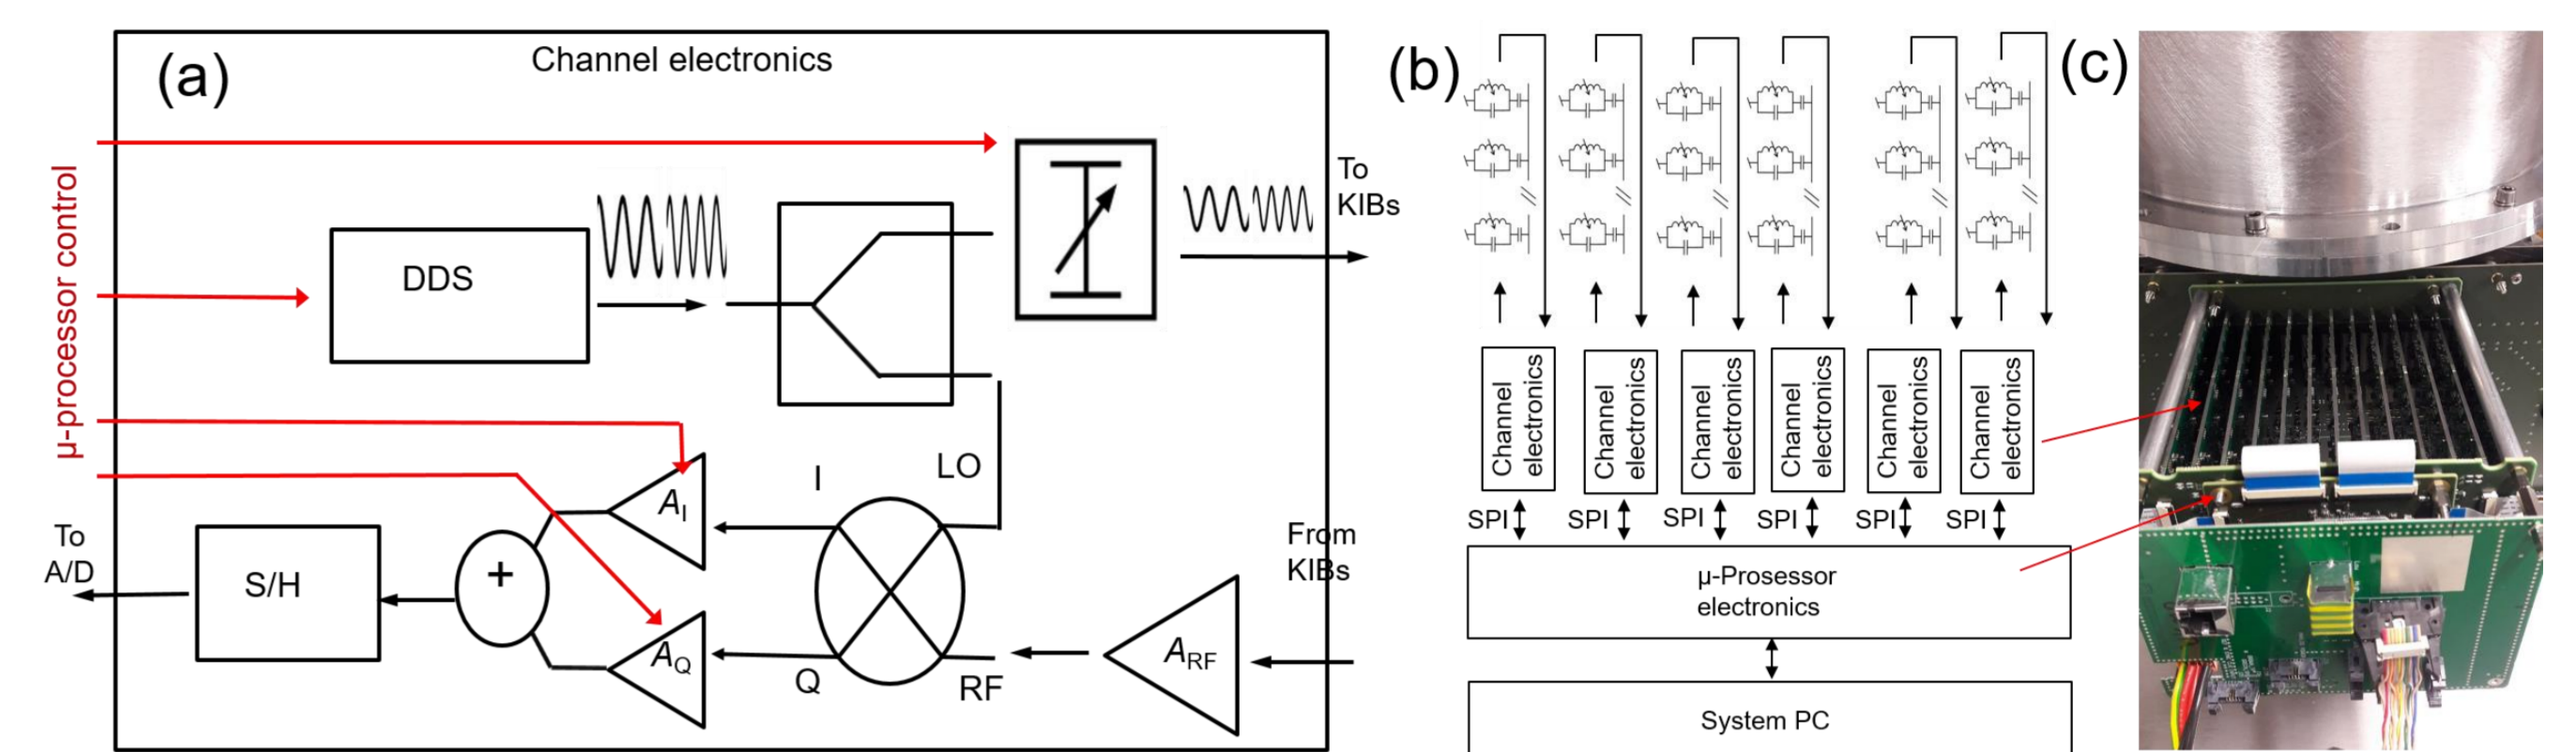 (a)
Channel electronics
μ-processor control
DDS
To
KIBs
LO
I
A_I
+
S/H
To
A/D
A_Q
Q
RF
A_RF
From
KIBs
(b)
Channel
electronics
Channel
electronics
Channel
electronics
Channel
electronics
Channel
electronics
Channel
electronics
SPI
SPI
SPI
SPI
SPI
SPI
μ-Prosessor
electronics
System PC
(c)